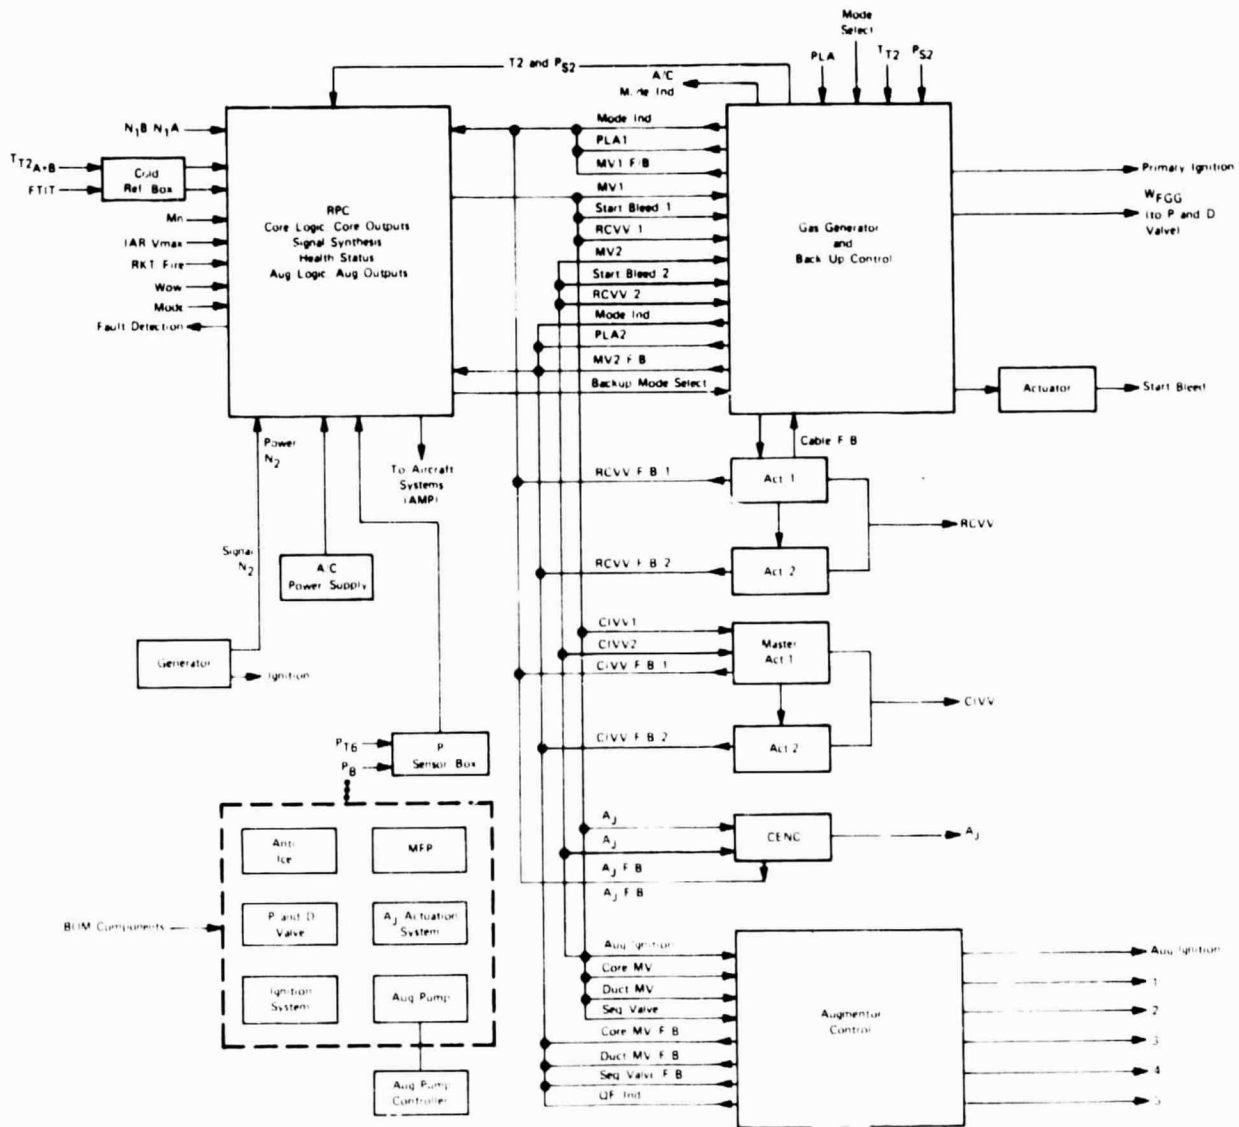 Mode
Select
PLA
TT2
PS2
T2 and PS2
A/C
Mode Ind
N1B N1A
TT2A+B
FTIT
Cold
Ref Box
Mn
IAR Vmax
RKT Fire
Wow
Mode
Fault Detection
RPC
Core Logic Core Outputs
Signal Synthesis
Health Status
Aug Logic Aug Outputs
Mode Ind
PLA1
MV1 F/B
MV1
Start Bleed 1
RCVV 1
MV2
Start Bleed 2
RCVV 2
Mode Ind
PLA2
MV2 F B
Backup Mode Select
Gas Generator
and
Back Up Control
Primary Ignition
WFGG
(to P and D
Valve)
Actuator
Start Bleed
Power
N2
To Aircraft
Systems
(AMP)
Cable F B
RCVV F B 1
Act 1
RCVV
RCVV F B 2
Act 2
Signal
N2
A/C
Power Supply
Generator
Ignition
CIVV1
CIVV2
CIVV F B 1
Master
Act 1
CIVV
CIVV F B 2
Act 2
PT6
PB
P
Sensor Box
AJ
AJ
AJ F B
AJ F B
CENC
AJ
BOM Components
Anti
Ice
MFP
P and D
Valve
AJ Actuation
System
Ignition
System
Aug Pump
Aug Pump
Controller
Aug Ignition
Core MV
Duct MV
Seq Valve
Core MV F B
Duct MV F B
Seq Valve F B
QF Ind
Augmentor
Control
Aug Ignition
1
2
3
4
5